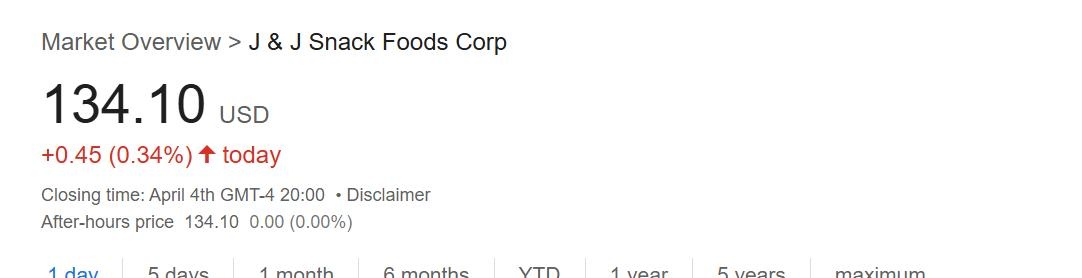 Market Overview > J & J Snack Foods Corp
134.10 USD
+0.45 (0.34%) ↑ today
Closing time: April 4th GMT-4 20:00 • Disclaimer
After-hours price 134.10 0.00 (0.00%)
1 day 5 days 1 month 6 months YTD 1 year 5 years maximum